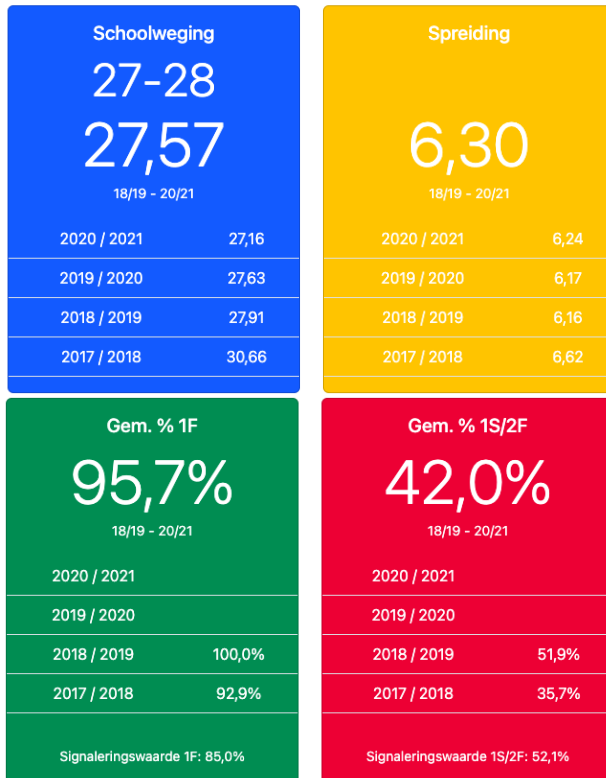 Schoolweging
27-28
27,57
18/19 - 20/21
2020 / 2021 27,16
2019 / 2020 27,63
2018 / 2019 27,91
2017 / 2018 30,66
Spreiding
6,30
18/19 - 20/21
2020 / 2021 6,24
2019 / 2020 6,17
2018 / 2019 6,16
2017 / 2018 6,62
Gem. % 1F
95,7%
18/19 - 20/21
2020 / 2021
2019 / 2020
2018 / 2019 100,0%
2017 / 2018 92,9%
Signaleringswaarde 1F: 85,0%
Gem. % 1S/2F
42,0%
18/19 - 20/21
2020 / 2021
2019 / 2020
2018 / 2019 51,9%
2017 / 2018 35,7%
Signaleringswaarde 1S/2F: 52,1%